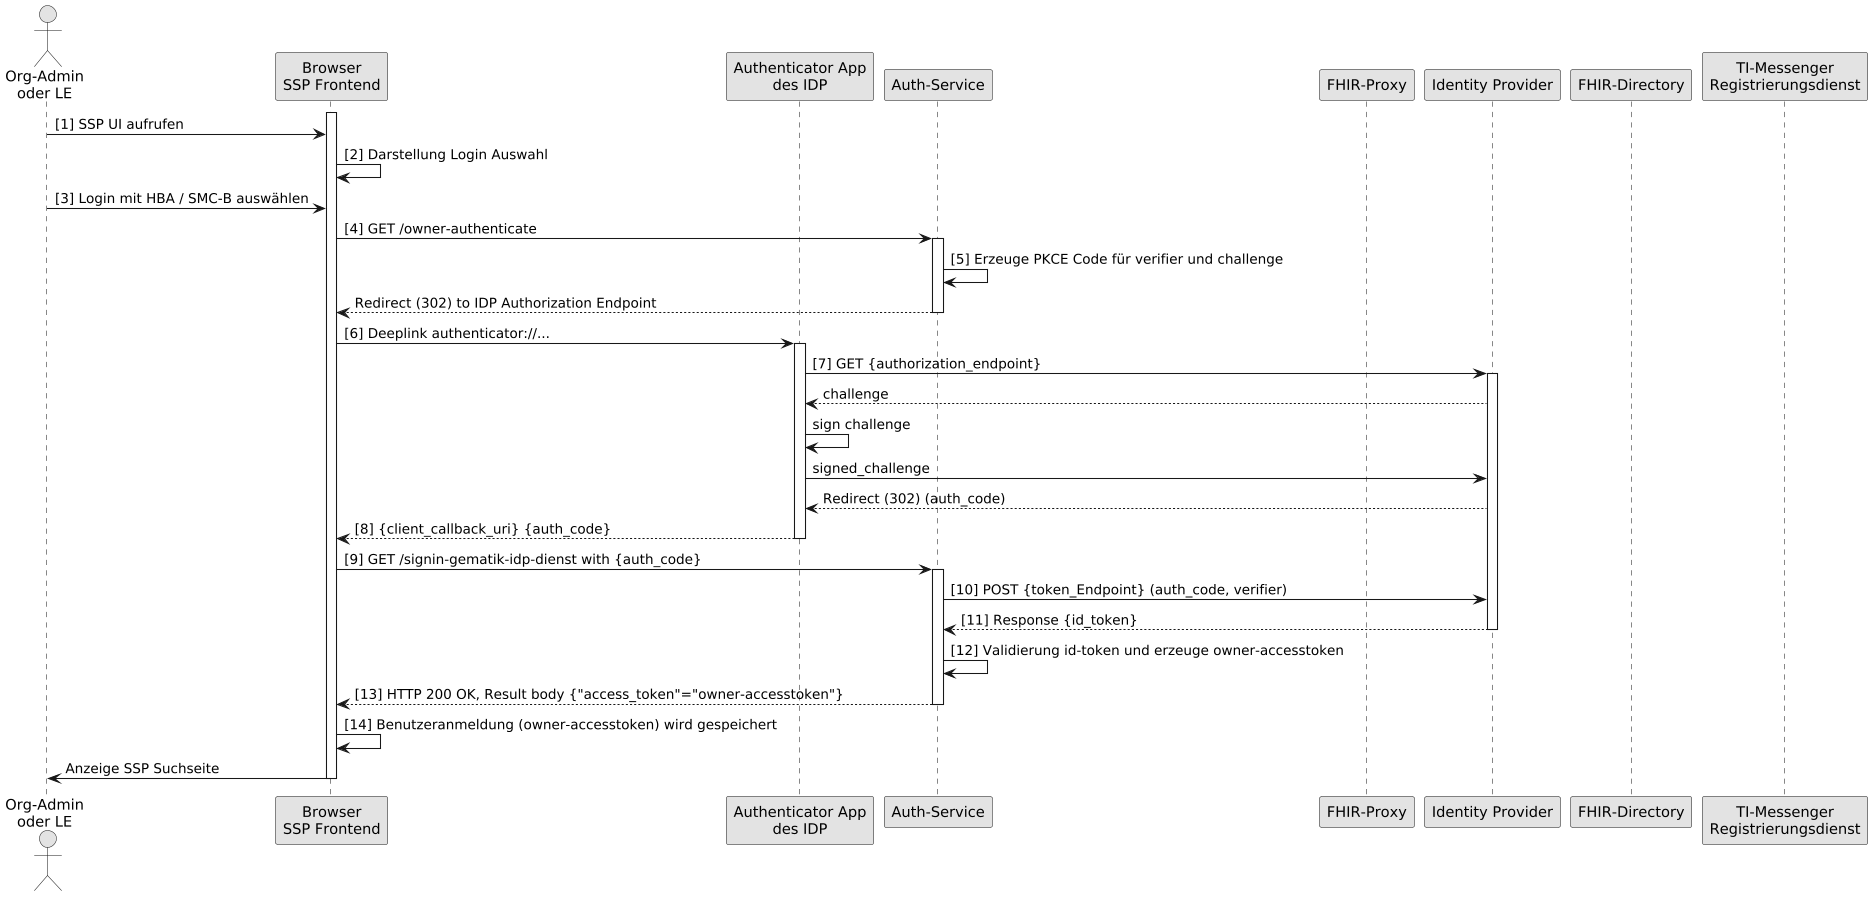 Org-Admin
oder LE
Browser
SSP Frontend
Authenticator App
des IDP
Auth-Service
FHIR-Proxy
Identity Provider
FHIR-Directory
TI-Messenger
Registrierungsdienst
[1] SSP UI aufrufen
[2] Darstellung Login Auswahl
[3] Login mit HBA / SMC-B auswählen
[4] GET /owner-authenticate
[5] Erzeuge PKCE Code für verifier und challenge
Redirect (302) to IDP Authorization Endpoint
[6] Deeplink authenticator://...
[7] GET {authorization_endpoint}
challenge
sign challenge
signed_challenge
Redirect (302) (auth_code)
[8] {client_callback_uri} {auth_code}
[9] GET /signin-gematik-idp-dienst with {auth_code}
[10] POST {token_Endpoint} (auth_code, verifier)
[11] Response {id_token}
[12] Validierung id-token und erzeuge owner-accesstoken
[13] HTTP 200 OK, Result body {"access_token"="owner-accesstoken"}
[14] Benutzeranmeldung (owner-accesstoken) wird gespeichert
Anzeige SSP Suchseite
Org-Admin
oder LE
Browser
SSP Frontend
Authenticator App
des IDP
Auth-Service
FHIR-Proxy
Identity Provider
FHIR-Directory
TI-Messenger
Registrierungsdienst